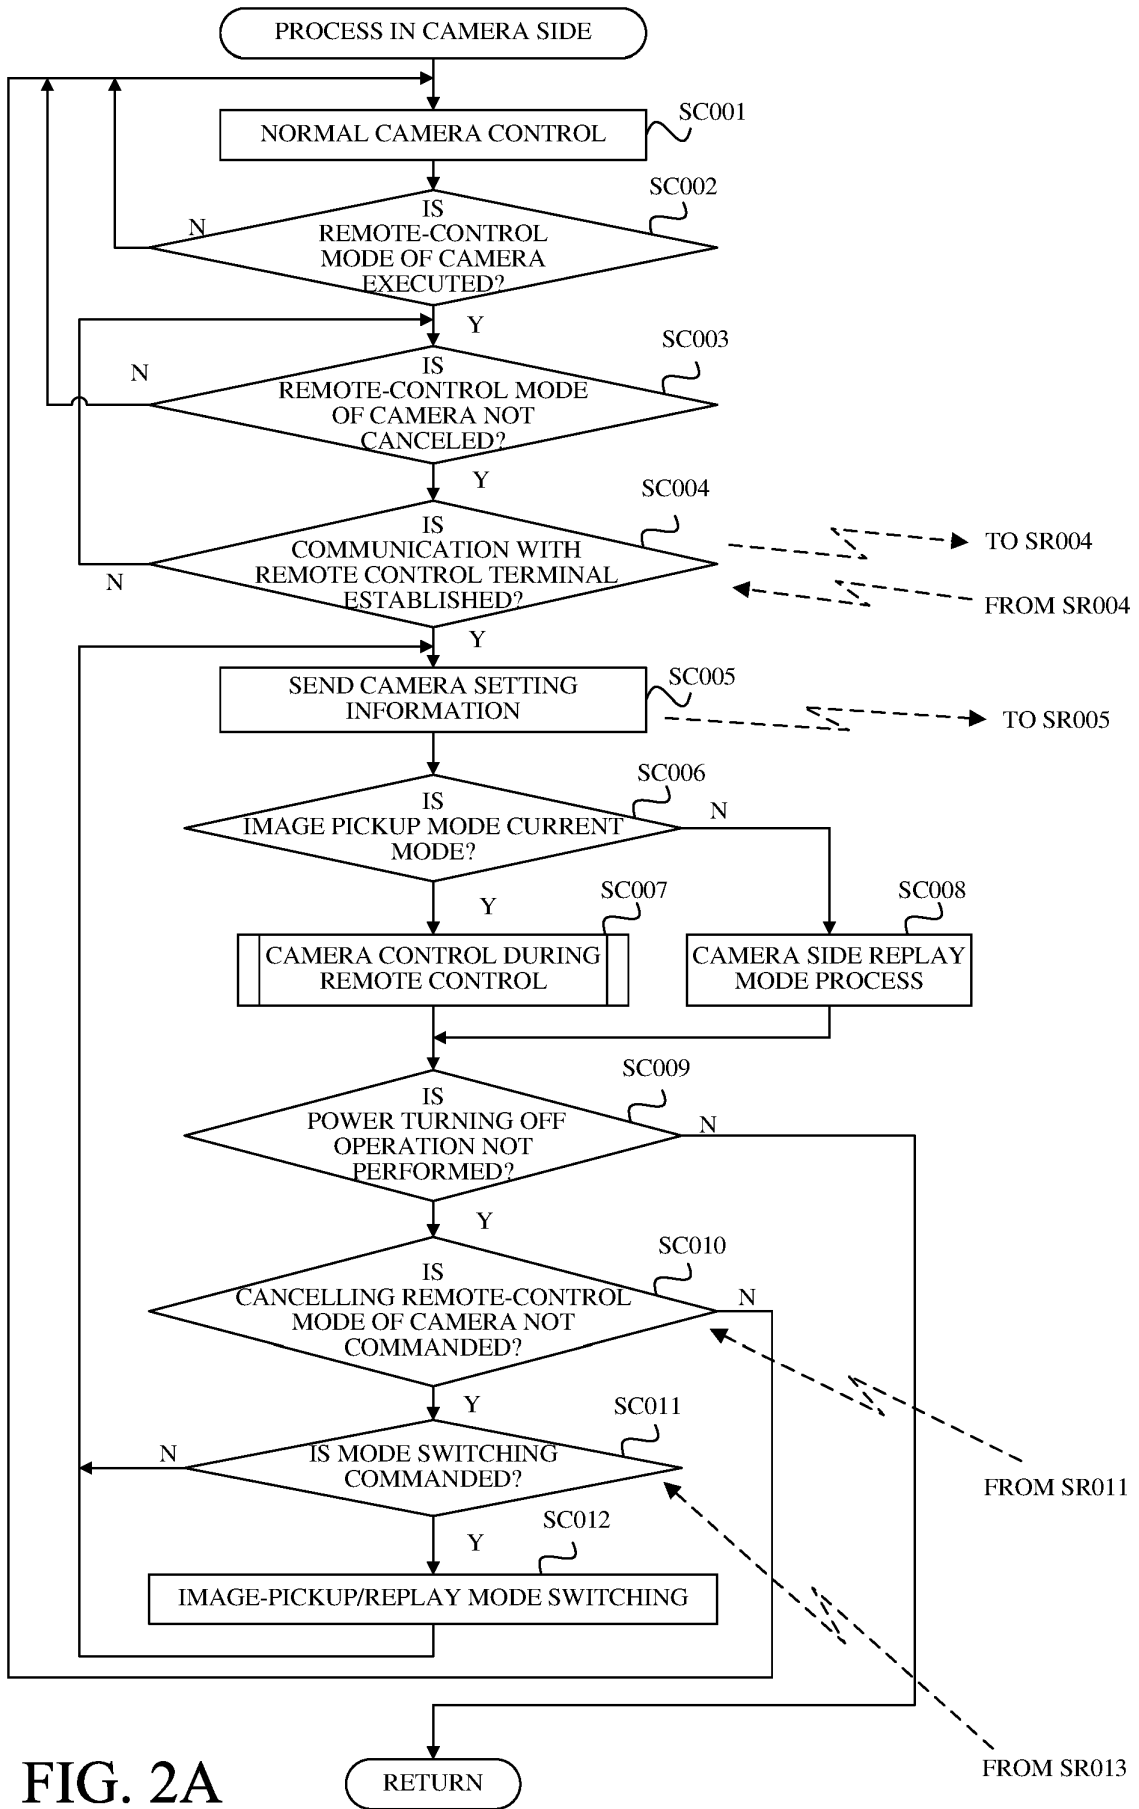 PROCESS IN CAMERA SIDE
SC001
NORMAL CAMERA CONTROL
SC002
N
IS
REMOTE-CONTROL
MODE OF CAMERA
EXECUTED?
Y
SC003
N
IS
REMOTE-CONTROL MODE
OF CAMERA NOT
CANCELED?
Y
SC004
IS
COMMUNICATION WITH
REMOTE CONTROL TERMINAL
ESTABLISHED?
N
TO SR004
FROM SR004
Y
SC005
SEND CAMERA SETTING
INFORMATION
TO SR005
SC006
IS
IMAGE PICKUP MODE CURRENT
MODE?
N
Y
SC007
SC008
CAMERA CONTROL DURING
REMOTE CONTROL
CAMERA SIDE REPLAY
MODE PROCESS
SC009
IS
POWER TURNING OFF
OPERATION NOT
PERFORMED?
N
Y
SC010
IS
CANCELLING REMOTE-CONTROL
MODE OF CAMERA NOT
COMMANDED?
N
Y
SC011
N
IS MODE SWITCHING
COMMANDED?
FROM SR011
Y
SC012
IMAGE-PICKUP/REPLAY MODE SWITCHING
FROM SR013
RETURN
FIG. 2A